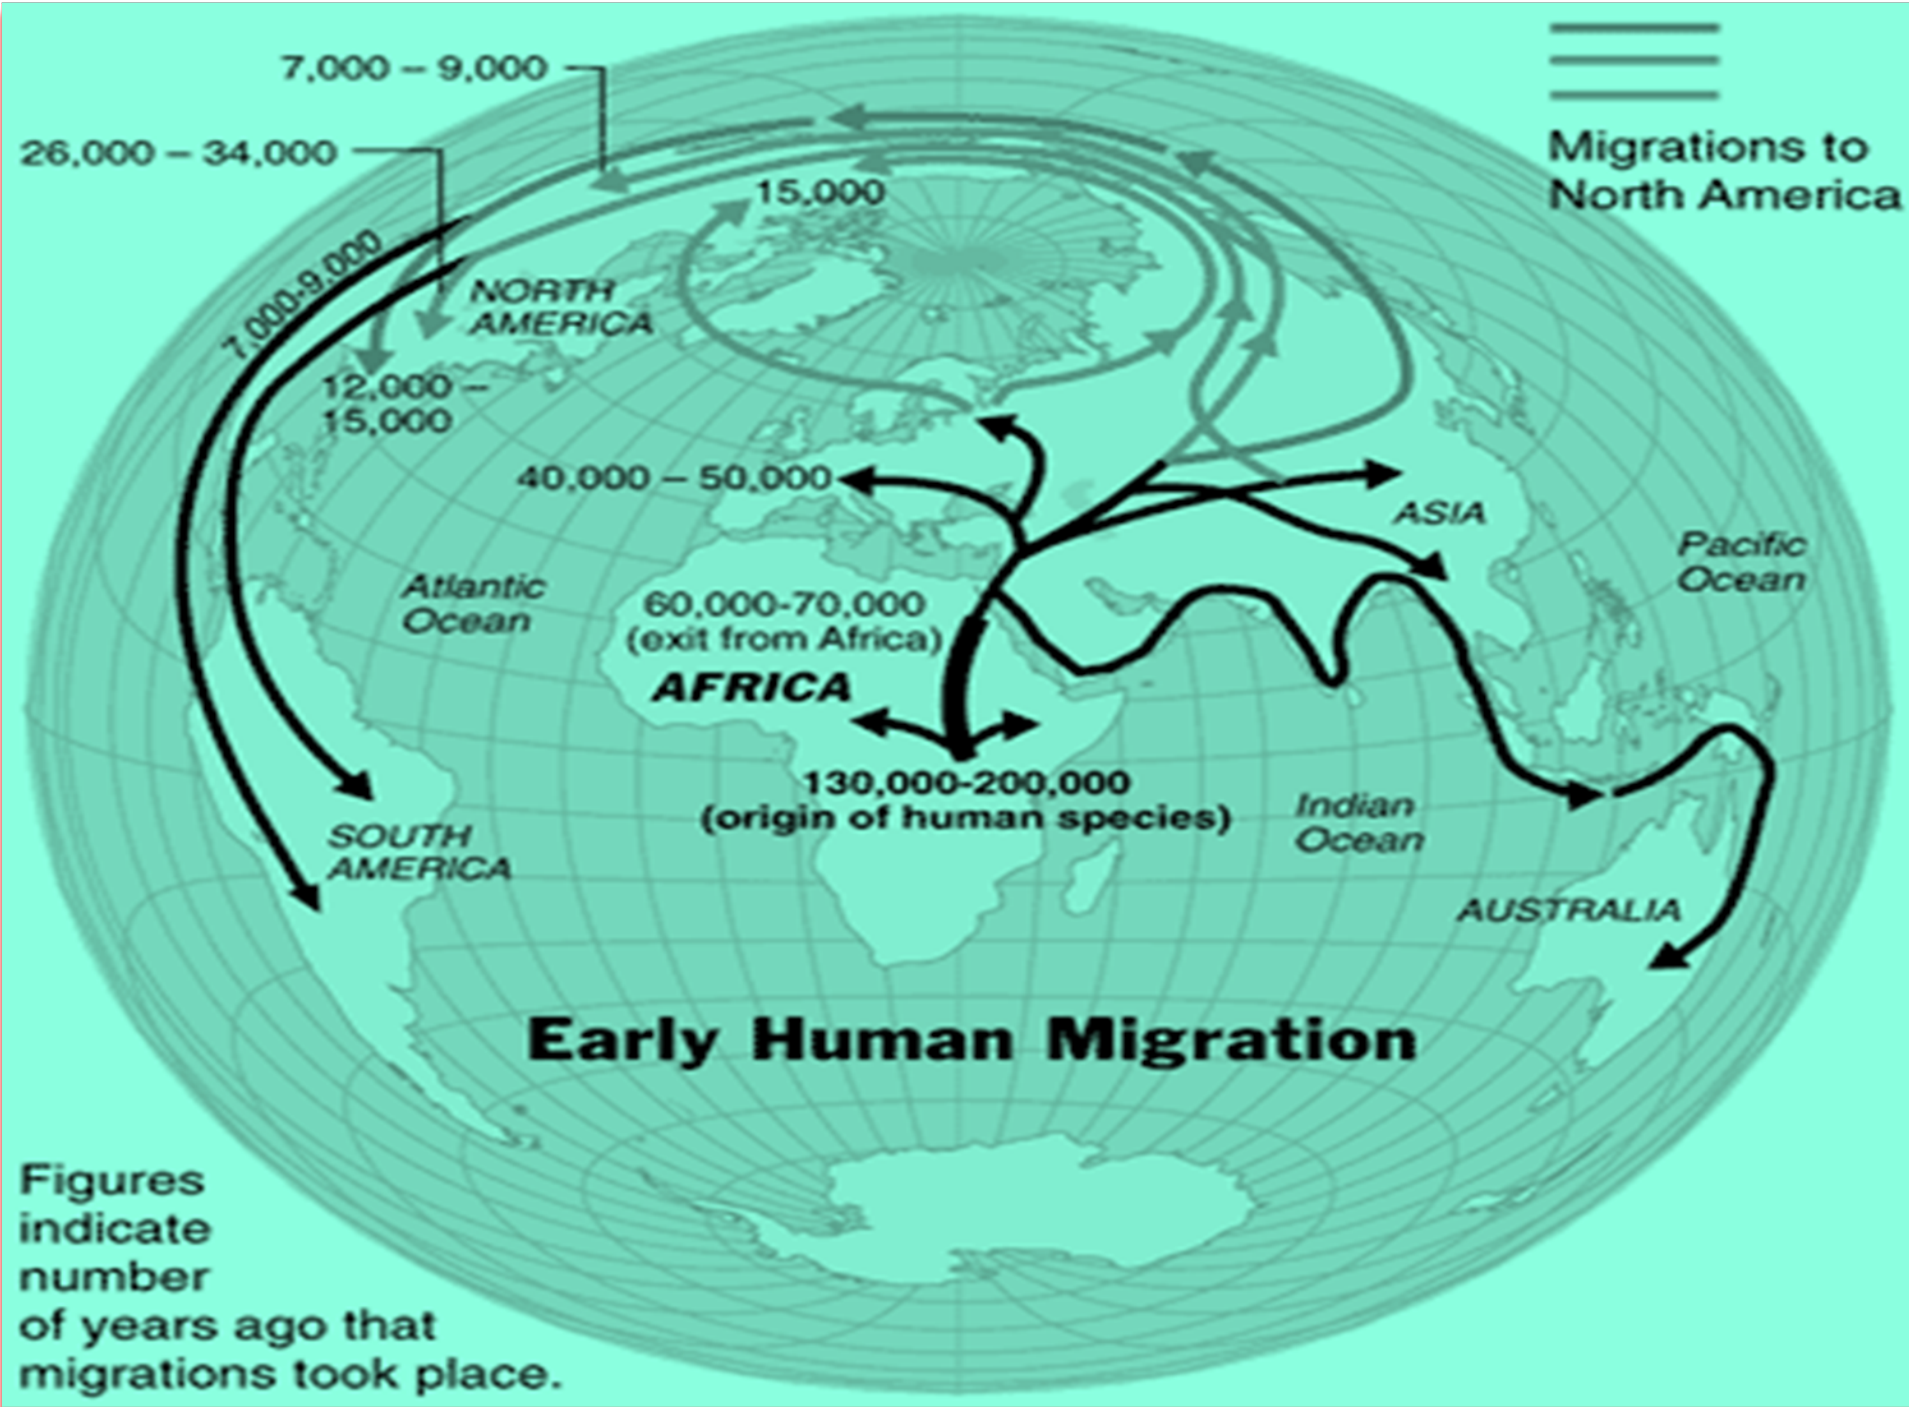 7,000 – 9,000
26,000 – 34,000
Migrations to
North America
15,000
7,000-9,000
NORTH
AMERICA
12,000 –
15,000
40,000 – 50,000
ASIA
Pacific
Ocean
Atlantic
Ocean
60,000-70,000
(exit from Africa)
AFRICA
130,000-200,000
(origin of human species)
Indian
Ocean
SOUTH
AMERICA
AUSTRALIA
Early Human Migration
Figures
indicate
number
of years ago that
migrations took place.